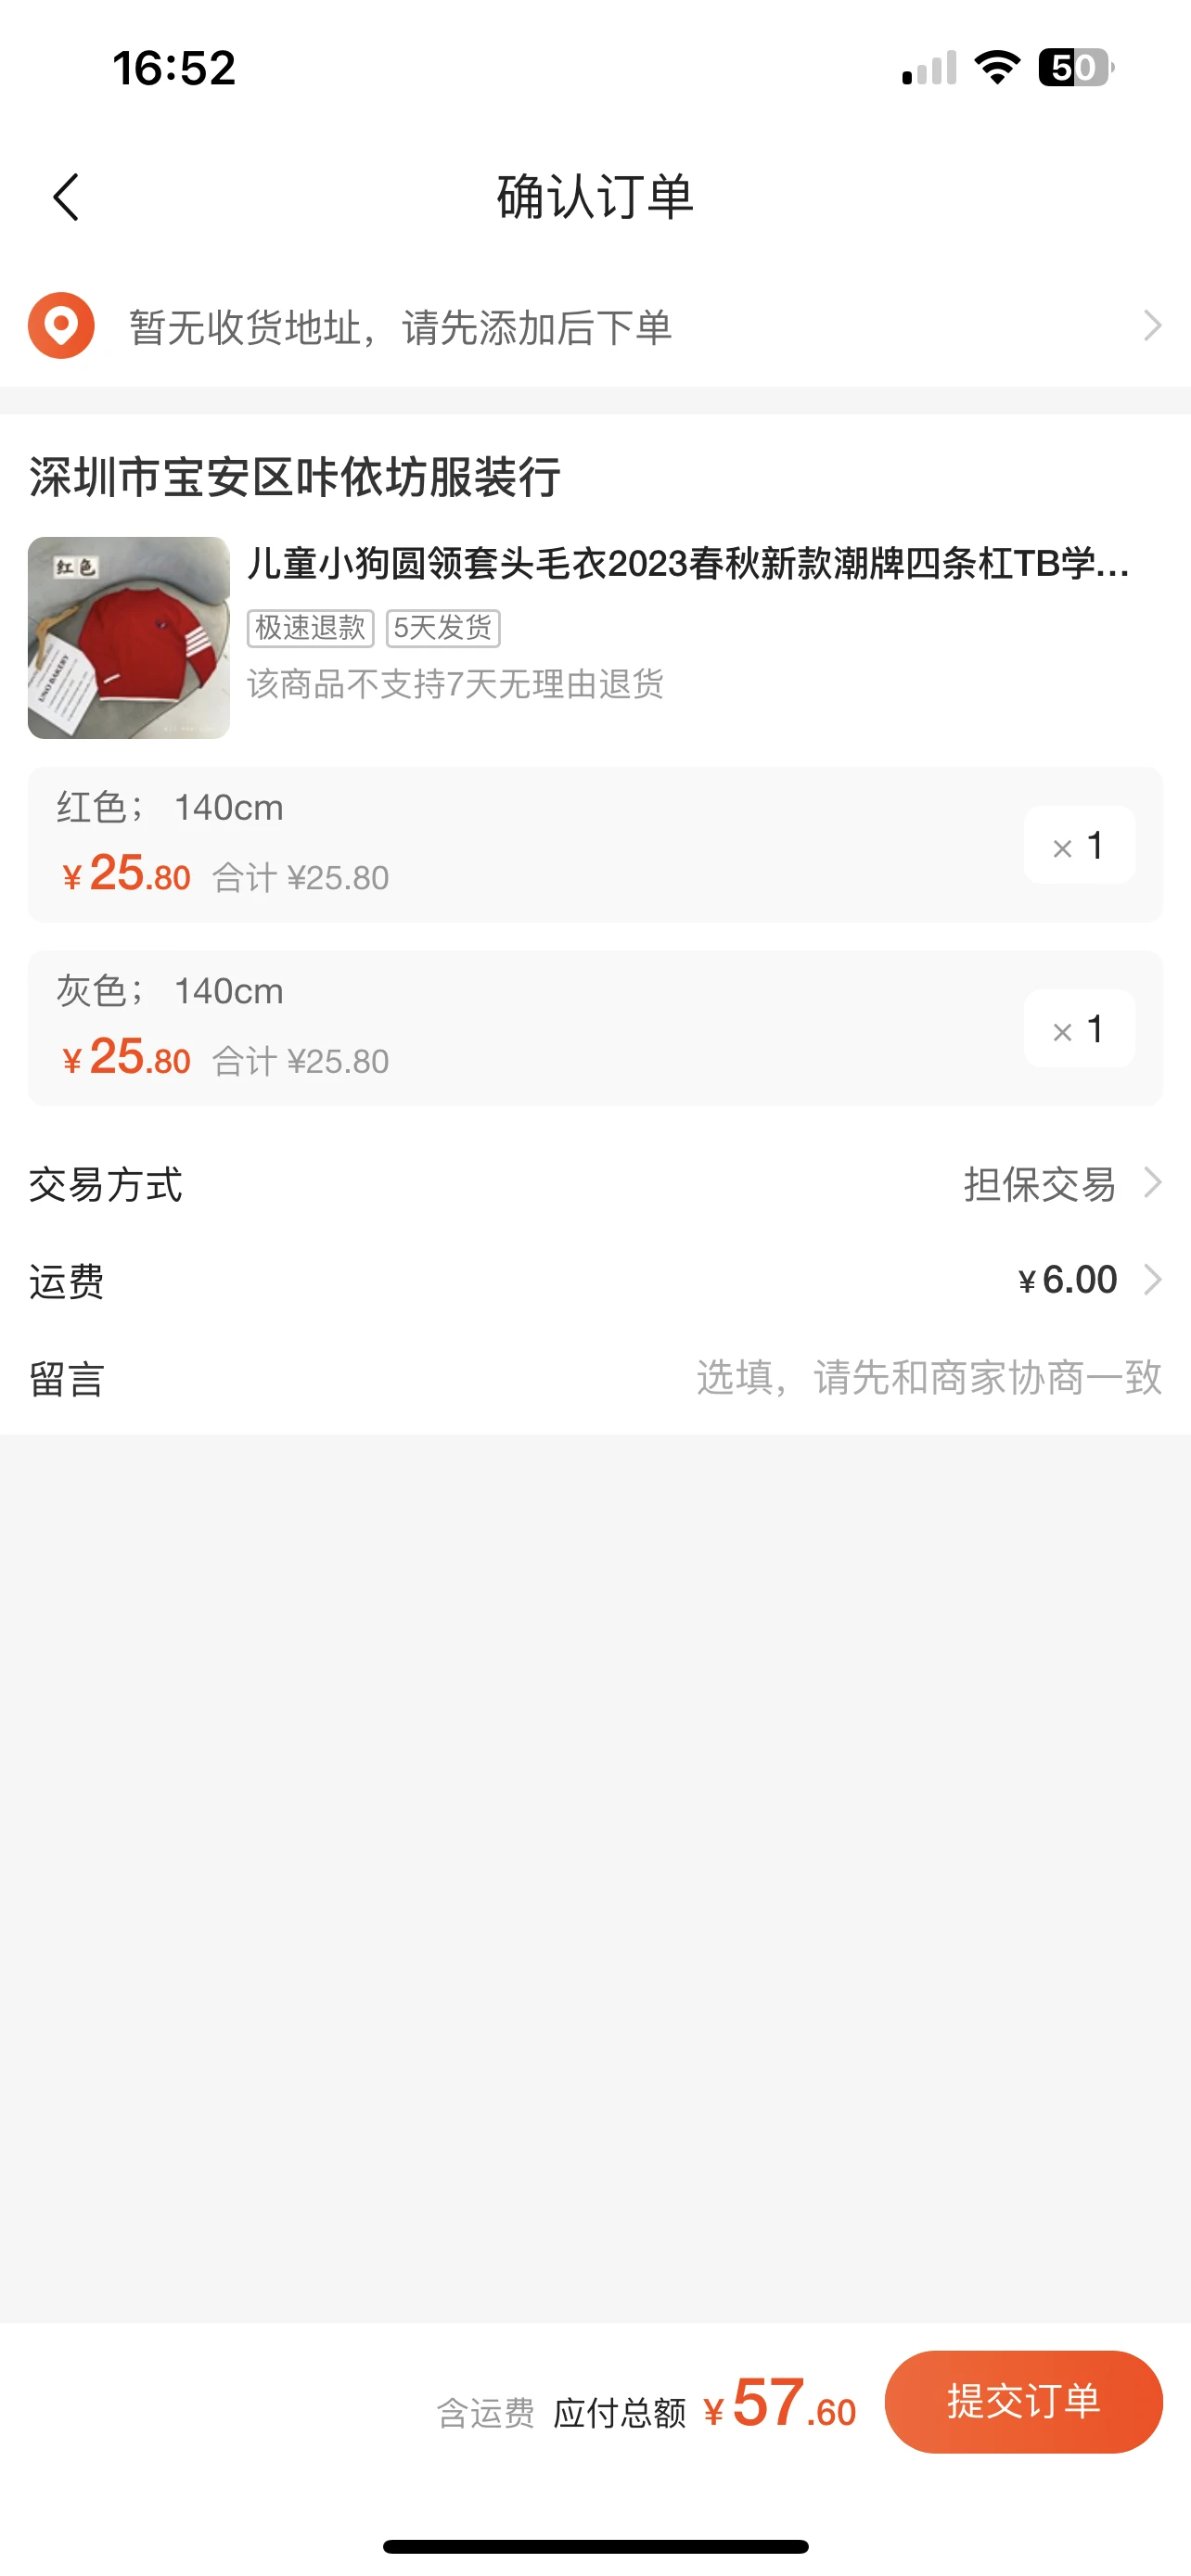 16:52
50
确认订单
暂无收货地址，请先添加后下单
深圳市宝安区咔依坊服装行
红色
UNO BAKERY
儿童小狗圆领套头毛衣2023春秋新款潮牌四条杠TB学...
极速退款 5天发货
该商品不支持7天无理由退货
红色； 140cm
¥25.80 合计 ¥25.80
× 1
灰色； 140cm
¥25.80 合计 ¥25.80
× 1
交易方式 担保交易
运费 ¥6.00
留言 选填，请先和商家协商一致
含运费 应付总额 ¥57.60 提交订单